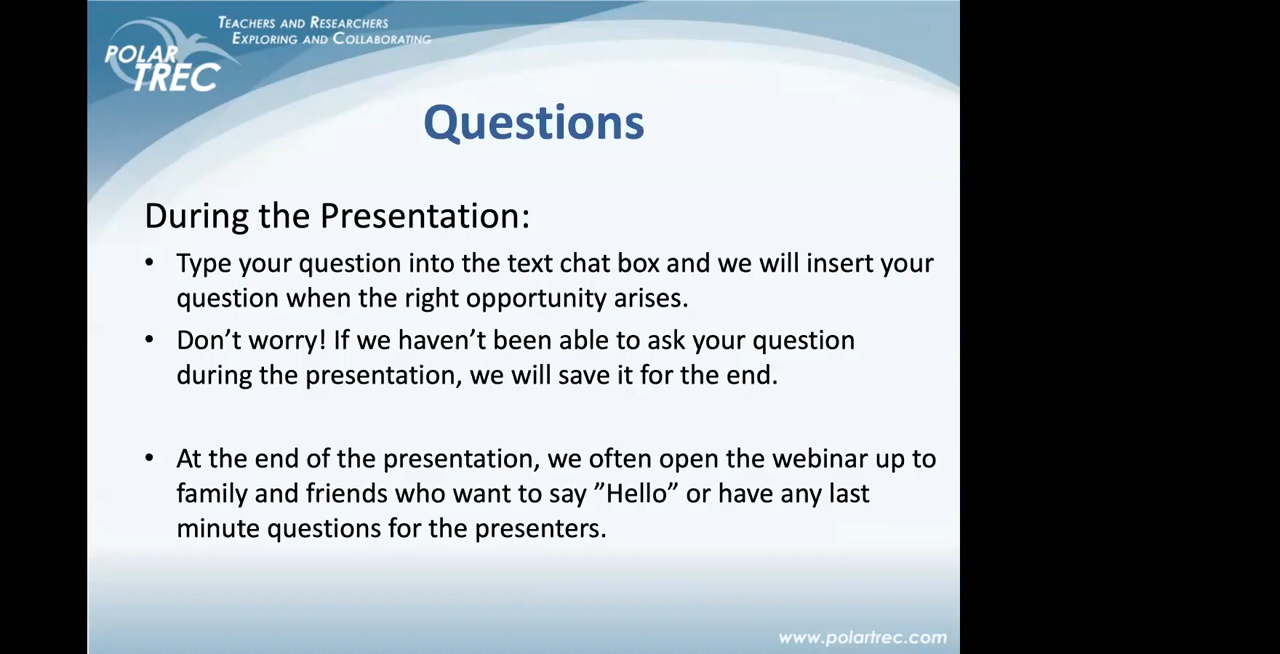 TEACHERS AND RESEARCHERS
EXPLORING AND COLLABORATING
POLAR
TREC
Questions
During the Presentation:
• Type your question into the text chat box and we will insert your
question when the right opportunity arises.
• Don’t worry! If we haven’t been able to ask your question
during the presentation, we will save it for the end.
• At the end of the presentation, we often open the webinar up to
family and friends who want to say ”Hello” or have any last
minute questions for the presenters.
www.polartrec.com